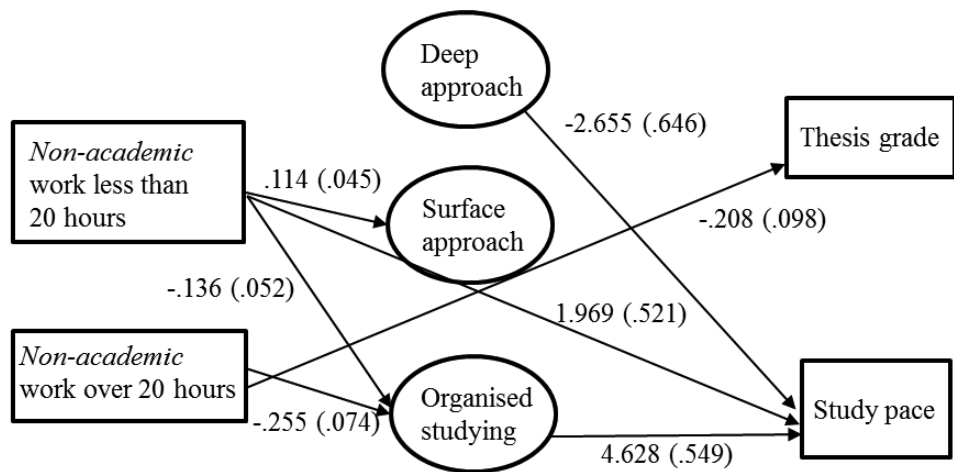 Deep
approach
-2.655 (.646)
Thesis grade
Non-academic
work less than
20 hours
.114 (.045)
Surface
approach
-.208 (.098)
-.136 (.052)
1.969 (.521)
Non-academic
work over 20 hours
-.255 (.074)
Organised
studying
4.628 (.549)
Study pace